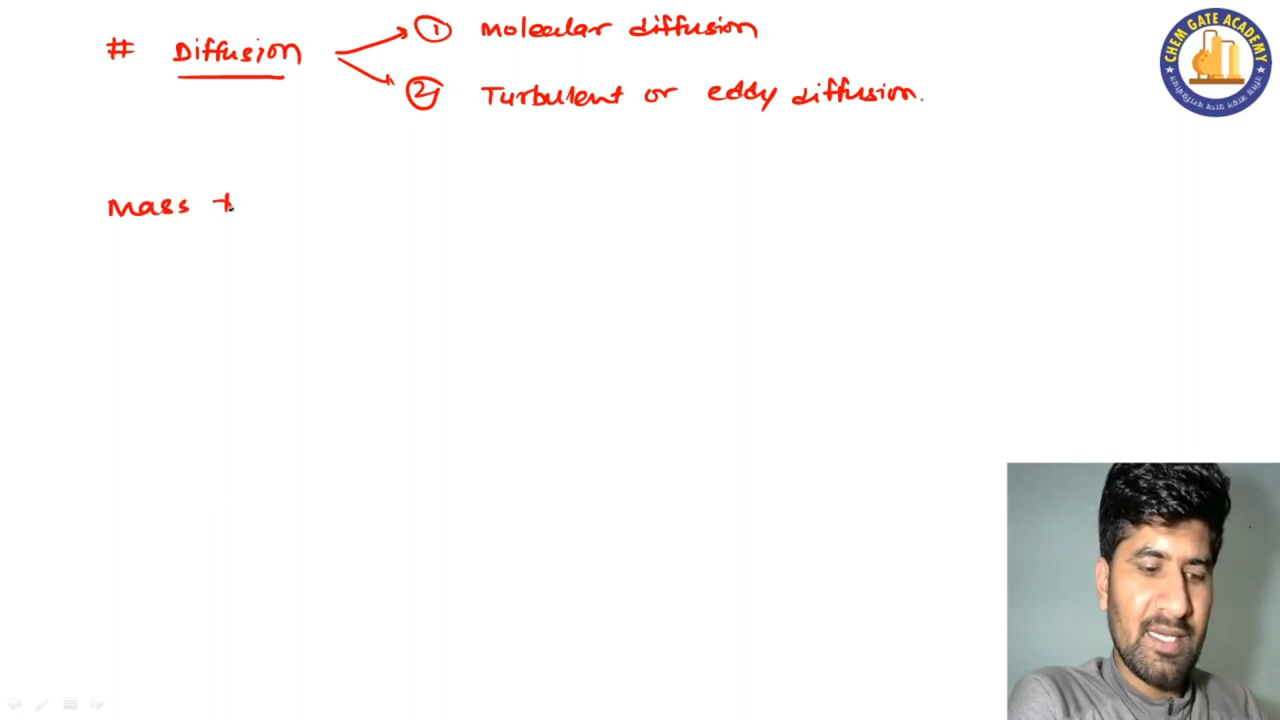 # Diffusion
① Molecular diffusion
② Turbulent or eddy diffusion.
Mass t
CHEM GATE ACADEMY